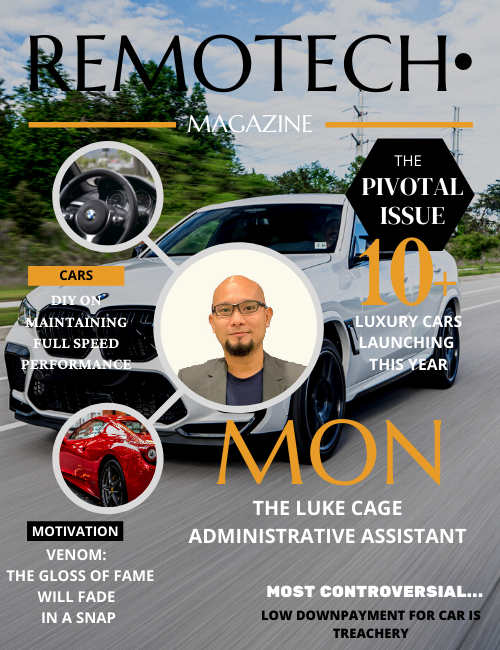 REMOTECH•
MAGAZINE
THE
PIVOTAL
ISSUE
10+
LUXURY CARS
LAUNCHING
THIS YEAR
CARS
DIY ON
MAINTAINING
FULL SPEED
PERFORMANCE
MON
THE LUKE CAGE
ADMINISTRATIVE ASSISTANT
MOTIVATION
VENOM:
THE GLOSS OF FAME
WILL FADE
IN A SNAP
MOST CONTROVERSIAL...
LOW DOWNPAYMENT FOR CAR IS
TREACHERY